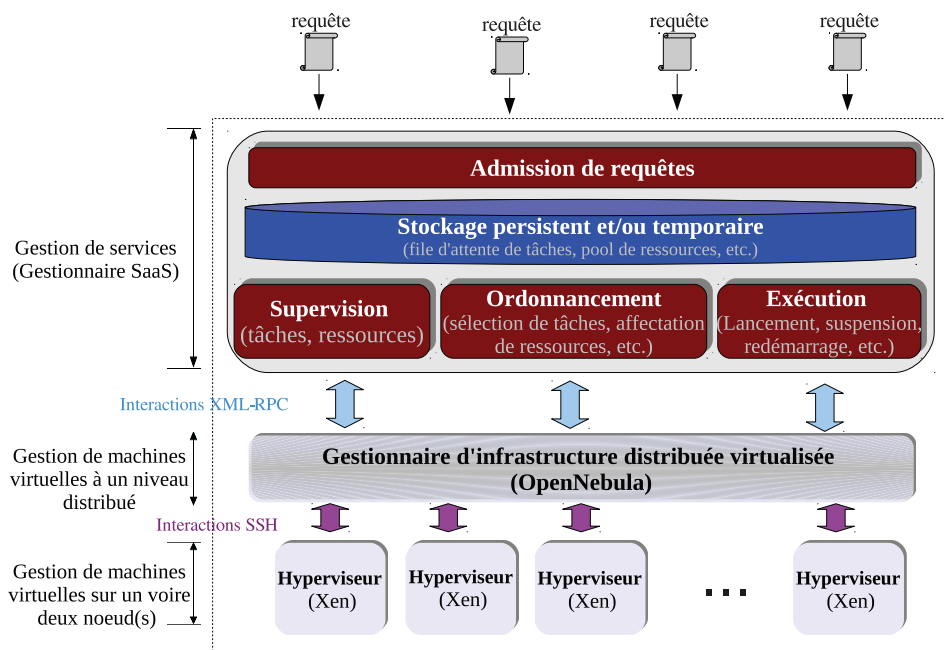 requête
requête
requête
requête
Admission de requêtes
Stockage persistent et/ou temporaire
(file d'attente de tâches, pool de ressources, etc.)
Gestion de services
(Gestionnaire SaaS)
Supervision
(tâches, ressources)
Ordonnancement
(sélection de tâches, affectation
de ressources, etc.)
Exécution
(Lancement, suspension,
redémarrage, etc.)
Interactions XML-RPC
Gestion de machines
virtuelles à un niveau
distribué
Gestionnaire d'infrastructure distribuée virtualisée
(OpenNebula)
Interactions SSH
Gestion de machines
virtuelles sur un voire
deux noeud(s)
Hyperviseur
(Xen)
Hyperviseur
(Xen)
Hyperviseur
(Xen)
...
Hyperviseur
(Xen)